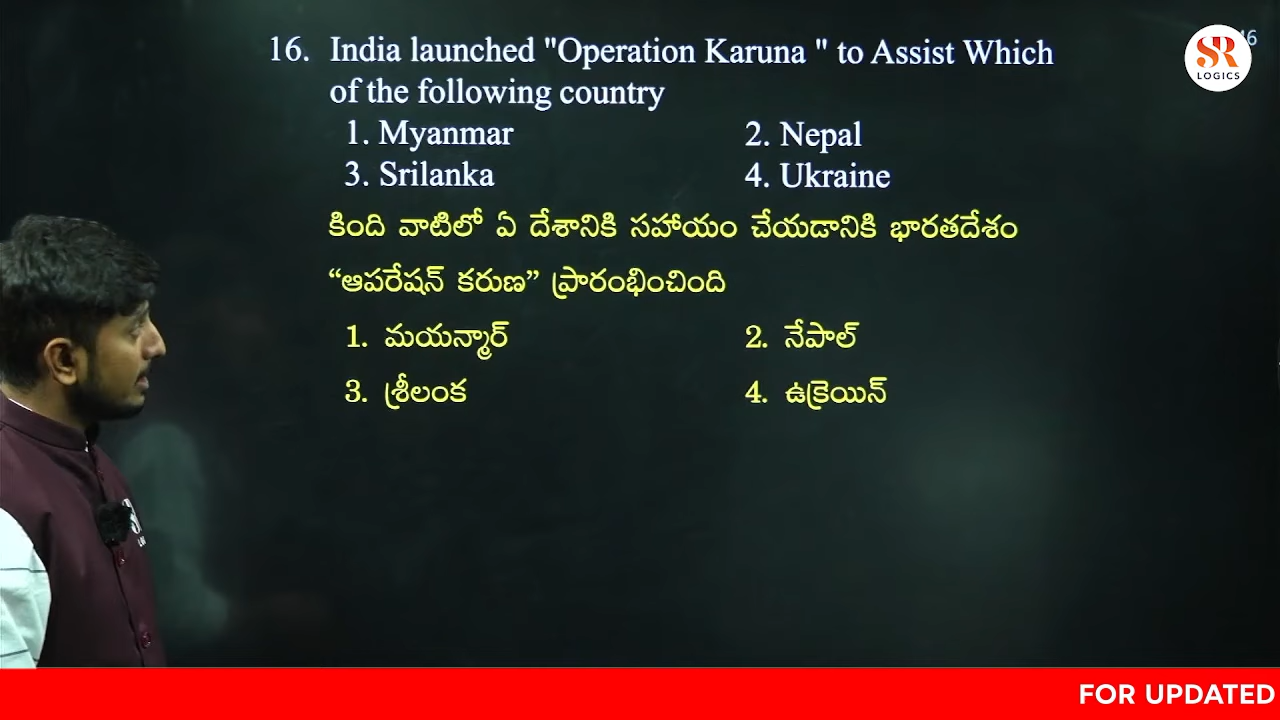 16. India launched "Operation Karuna " to Assist Which
of the following country
1. Myanmar 2. Nepal
3. Srilanka 4. Ukraine
కింది వాటిలో ఏ దేశానికి సహాయం చేయడానికి భారతదేశం
“ఆపరేషన్ కరుణ” ప్రారంభించింది
1. మయన్మార్ 2. నేపాల్
3. శ్రీలంక 4. ఉక్రెయిన్
SR
LOGICS
FOR UPDATED